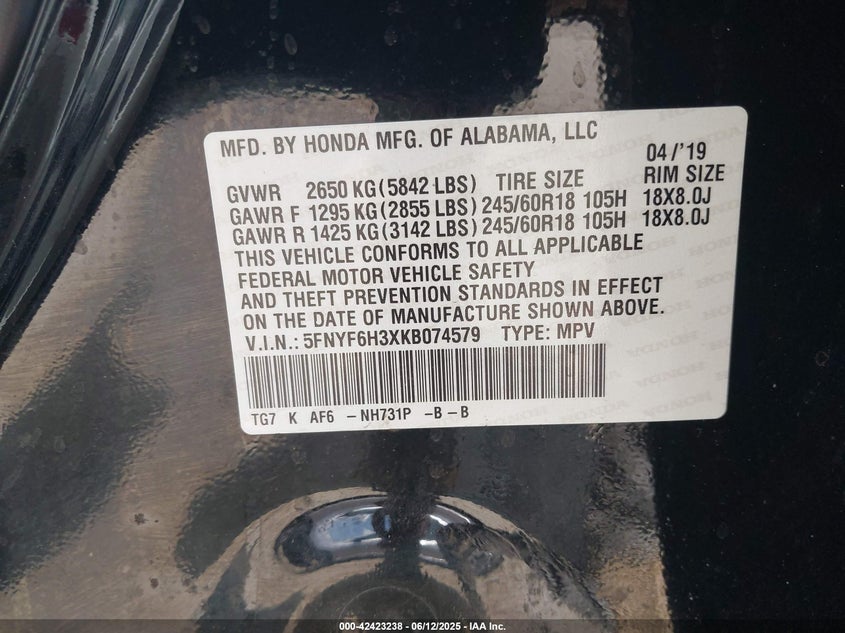 MFD. BY HONDA MFG. OF ALABAMA, LLC
04/'19
GVWR 2650 KG(5842 LBS) TIRE SIZE RIM SIZE
GAWR F 1295 KG(2855 LBS) 245/60R18 105H 18X8.0J
GAWR R 1425 KG(3142 LBS) 245/60R18 105H 18X8.0J
THIS VEHICLE CONFORMS TO ALL APPLICABLE
FEDERAL MOTOR VEHICLE SAFETY
AND THEFT PREVENTION STANDARDS IN EFFECT
ON THE DATE OF MANUFACTURE SHOWN ABOVE.
V.I.N.: 5FNYF6H3XKB074579 TYPE: MPV
TG7 K AF6 -NH731P -B-B
000-42423238 - 06/12/2025 - IAA Inc.